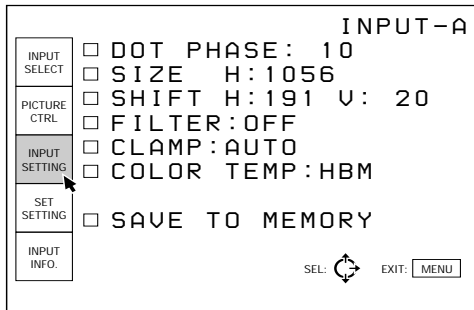 INPUT-A
INPUT
SELECT
PICTURE
CTRL
INPUT
SETTING
SET
SETTING
INPUT
INFO.
DOT PHASE: 10
SIZE H:1056
SHIFT H:191 V: 20
FILTER:OFF
CLAMP:AUTO
COLOR TEMP:HBM
SAVE TO MEMORY
SEL: EXIT: MENU